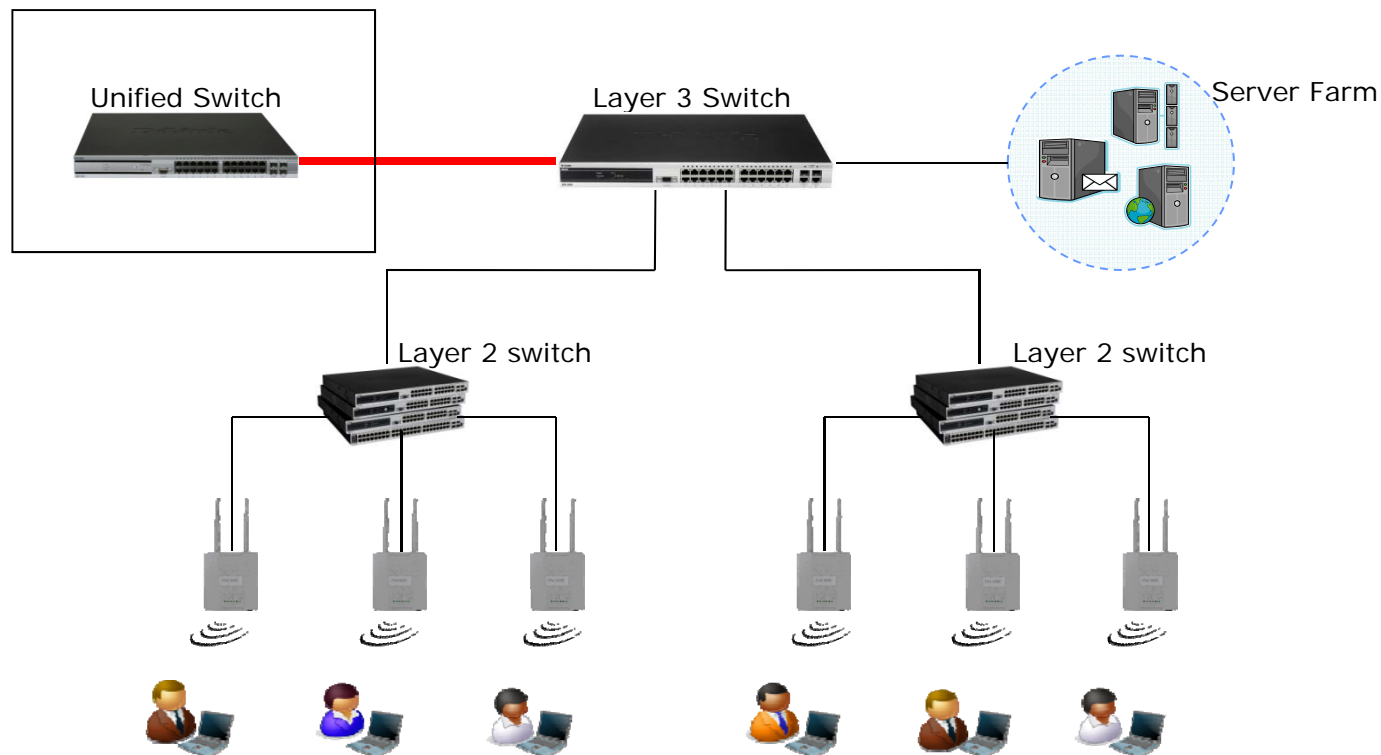 Unified Switch
Layer 3 Switch
Server Farm
Layer 2 switch
Layer 2 switch